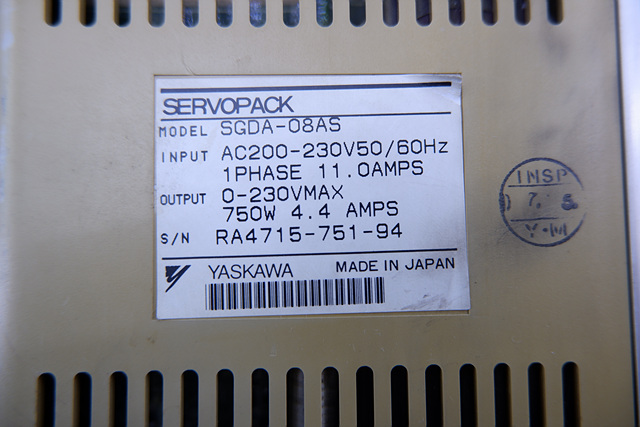 SERVOPACK
MODEL SGDA-08AS
INPUT AC200-230V50/60Hz
1PHASE 11.0AMPS
OUTPUT 0-230VMAX
750W 4.4 AMPS
S/N RA4715-751-94
YASKAWA MADE IN JAPAN
INSP
7. 5.
Y.M